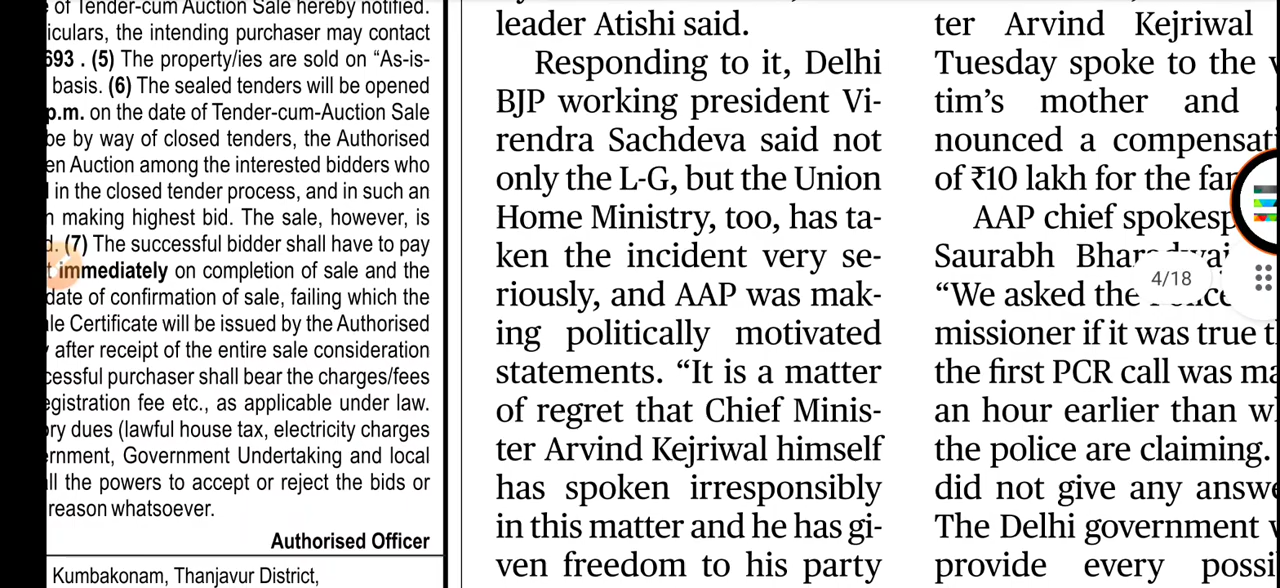 of Tender-cum Auction Sale hereby notified.
iculars, the intending purchaser may contact
693 . (5) The property/ies are sold on “As-is-
basis. (6) The sealed tenders will be opened
p.m. on the date of Tender-cum-Auction Sale
be by way of closed tenders, the Authorised
en Auction among the interested bidders who
in the closed tender process, and in such an
making highest bid. The sale, however, is
d. (7) The successful bidder shall have to pay
t immediately on completion of sale and the
date of confirmation of sale, failing which the
le Certificate will be issued by the Authorised
after receipt of the entire sale consideration
cessful purchaser shall bear the charges/fees
egistration fee etc., as applicable under law.
ory dues (lawful house tax, electricity charges
ernment, Government Undertaking and local
ll the powers to accept or reject the bids or
reason whatsoever.
Authorised Officer
Kumbakonam, Thanjavur District,
leader Atishi said.
Responding to it, Delhi
BJP working president Vi-
rendra Sachdeva said not
only the L-G, but the Union
Home Ministry, too, has ta-
ken the incident very se-
riously, and AAP was mak-
ing politically motivated
statements. “It is a matter
of regret that Chief Minis-
ter Arvind Kejriwal himself
has spoken irresponsibly
in this matter and he has gi-
ven freedom to his party
ter Arvind Kejriwal
Tuesday spoke to the
tim’s mother and
nounced a compensat
of ₹10 lakh for the fam
AAP chief spokesp
Saurabh Bharadwaj
“We asked the
missioner if it was true
the first PCR call was ma
an hour earlier than
the police are claiming.
did not give any answe
The Delhi government
provide every possi
4/18